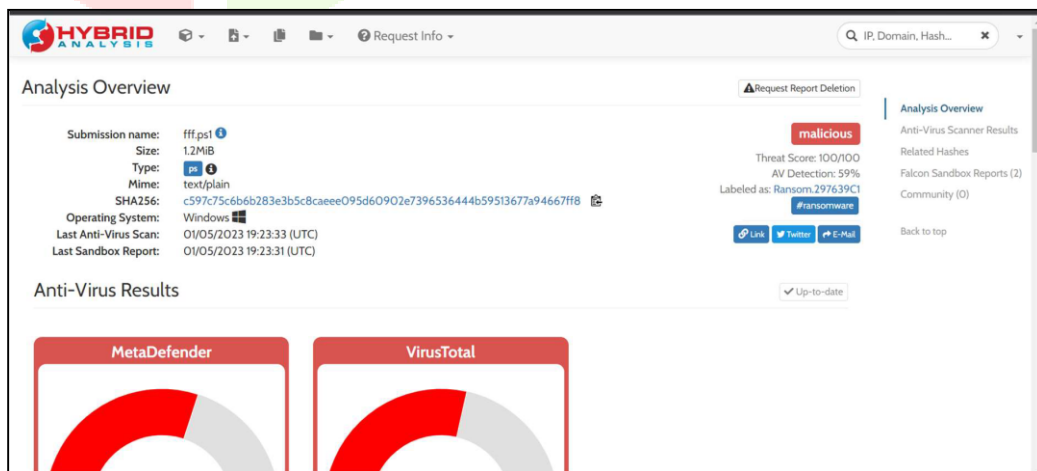 HYBRID
ANALYSIS
Request Info
IP, Domain, Hash...
Analysis Overview
Request Report Deletion
Submission name: fff.ps1
Size: 1.2MiB
Type: ps
Mime: text/plain
SHA256: c597c75c6b6b283e3b5c8caeee095d60902e7396536444b59513677a94667ff8
Operating System: Windows
Last Anti-Virus Scan: 01/05/2023 19:23:33 (UTC)
Last Sandbox Report: 01/05/2023 19:23:31 (UTC)
malicious
Threat Score: 100/100
AV Detection: 59%
Labeled as: Ransom.297639C1
#ransomware
Link Twitter E-Mail
Analysis Overview
Anti-Virus Scanner Results
Related Hashes
Falcon Sandbox Reports (2)
Community (0)
Back to top
Anti-Virus Results
Up-to-date
MetaDefender
VirusTotal